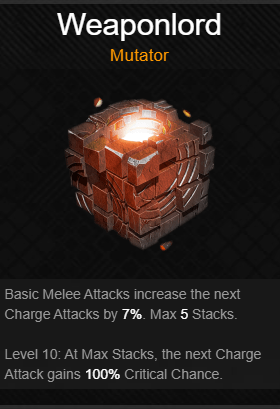 Weaponlord
Mutator
Basic Melee Attacks increase the next
Charge Attacks by 7%. Max 5 Stacks.
Level 10: At Max Stacks, the next Charge
Attack gains 100% Critical Chance.